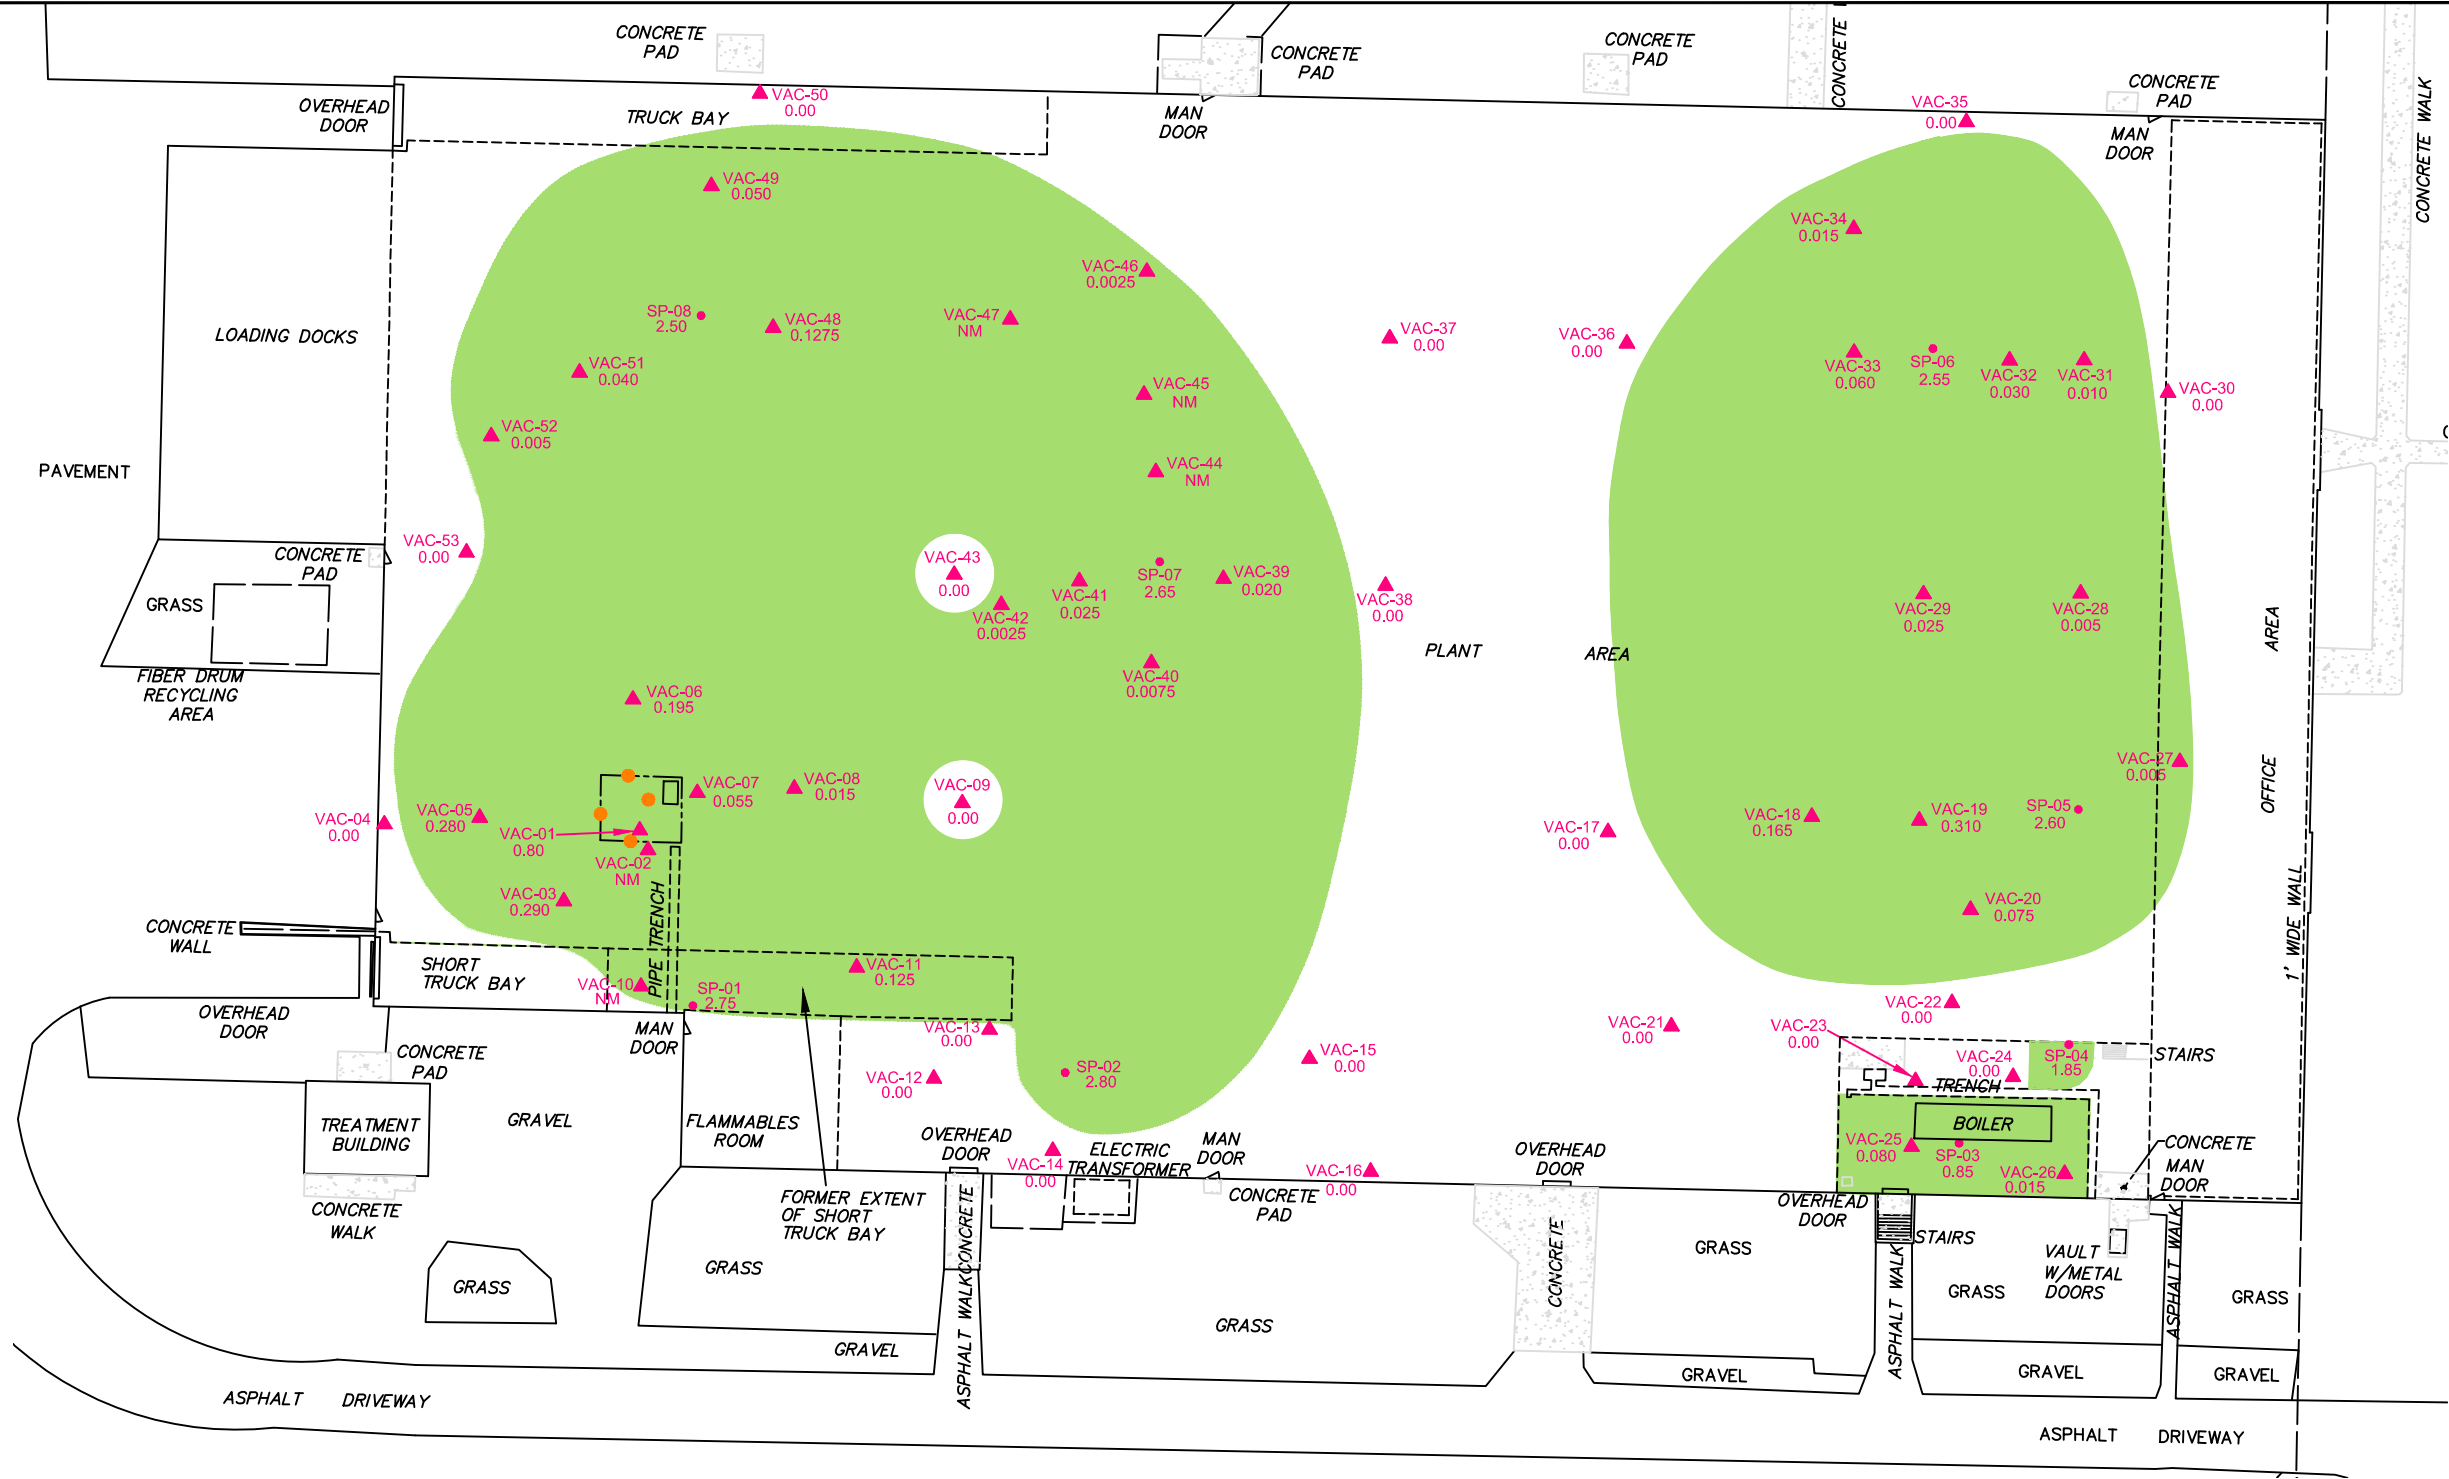 CONCRETE
PAD
CONCRETE
PAD
CONCRETE
PAD
CONCRETE
CONCRETE
PAD
CONCRETE WALK
OVERHEAD
DOOR
TRUCK BAY
VAC-50
0.00
MAN
DOOR
VAC-35
0.00
MAN
DOOR
VAC-49
0.050
VAC-34
0.015
VAC-46
0.0025
LOADING DOCKS
SP-08
2.50
VAC-48
0.1275
VAC-47
NM
VAC-37
0.00
VAC-36
0.00
VAC-33
0.060
SP-06
2.55
VAC-32
0.030
VAC-31
0.010
VAC-30
0.00
VAC-51
0.040
VAC-45
NM
VAC-52
0.005
PAVEMENT
VAC-44
NM
VAC-53
0.00
CONCRETE
PAD
VAC-43
0.00
VAC-42
0.0025
VAC-41
0.025
SP-07
2.65
VAC-39
0.020
VAC-38
0.00
VAC-29
0.025
VAC-28
0.005
GRASS
PLANT
AREA
OFFICE
AREA
FIBER DRUM
RECYCLING
AREA
VAC-40
0.0075
VAC-06
0.195
VAC-07
0.055
VAC-08
0.015
VAC-09
0.00
VAC-27
0.005
VAC-04
0.00
VAC-05
0.280
VAC-01
0.80
VAC-02
NM
VAC-17
0.00
VAC-18
0.165
VAC-19
0.310
SP-05
2.60
VAC-03
0.290
VAC-20
0.075
PIPE TRENCH
1' WIDE WALL
CONCRETE
WALL
SHORT
TRUCK BAY
VAC-10
NM
SP-01
2.75
VAC-11
0.125
VAC-13
0.00
VAC-22
0.00
VAC-21
0.00
VAC-23
0.00
OVERHEAD
DOOR
MAN
DOOR
CONCRETE
PAD
VAC-12
0.00
SP-02
2.80
VAC-15
0.00
VAC-24
0.00
SP-04
1.85
STAIRS
TRENCH
BOILER
TREATMENT
BUILDING
GRAVEL
FLAMMABLES
ROOM
OVERHEAD
DOOR
VAC-14
0.00
ELECTRIC
TRANSFORMER
MAN
DOOR
VAC-16
0.00
OVERHEAD
DOOR
VAC-25
0.080
SP-03
0.85
VAC-26
0.015
CONCRETE
MAN
DOOR
CONCRETE
WALK
FORMER EXTENT
OF SHORT
TRUCK BAY
CONCRETE
PAD
OVERHEAD
DOOR
CONCRETE
CONCRETE
STAIRS
GRASS
GRASS
GRASS
GRASS
GRASS
VAULT
W/METAL
DOORS
GRASS
ASPHALT WALK
ASPHALT WALK
ASPHALT WALK
GRAVEL
GRAVEL
GRAVEL
GRAVEL
ASPHALT DRIVEWAY
ASPHALT DRIVEWAY